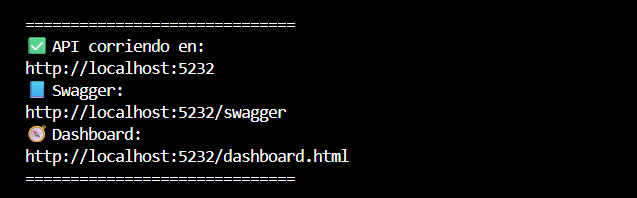 ==============================
✅ API corriendo en:
http://localhost:5232
📘 Swagger:
http://localhost:5232/swagger
🧭 Dashboard:
http://localhost:5232/dashboard.html
==============================